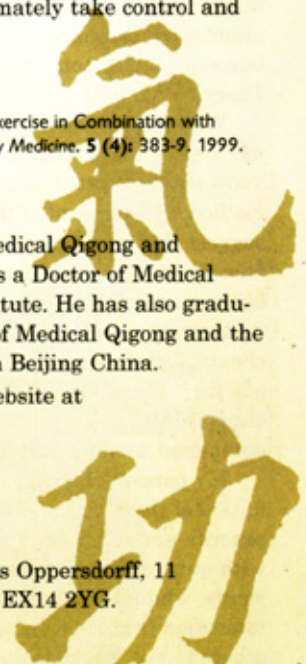 mately take control and
氣
xercise in Combination with
y Medicine. 5 (4): 383-9. 1999.
edical Qigong and
s a Doctor of Medical
tute. He has also gradu-
of Medical Qigong and the
n Beijing China.
ebsite at
功
s Oppersdorff, 11
EX14 2YG.